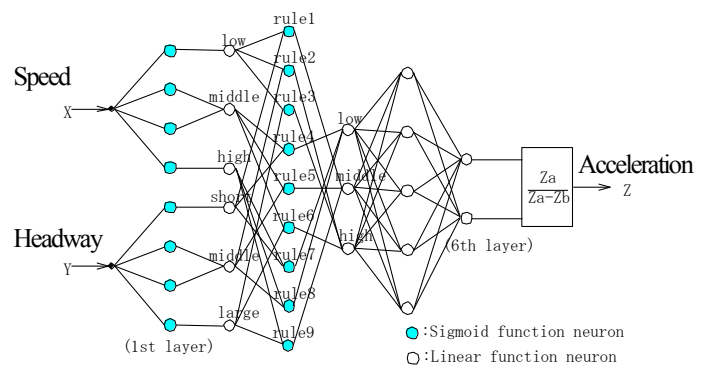 Speed
X
Headway
Y
low
middle
high
short
middle
large
(1st layer)
rule1
rule2
rule3
rule4
rule5
rule6
rule7
rule8
rule9
low
middle
high
(6th layer)
Za
Za-Zb
Acceleration
Z
:Sigmoid function neuron
:Linear function neuron